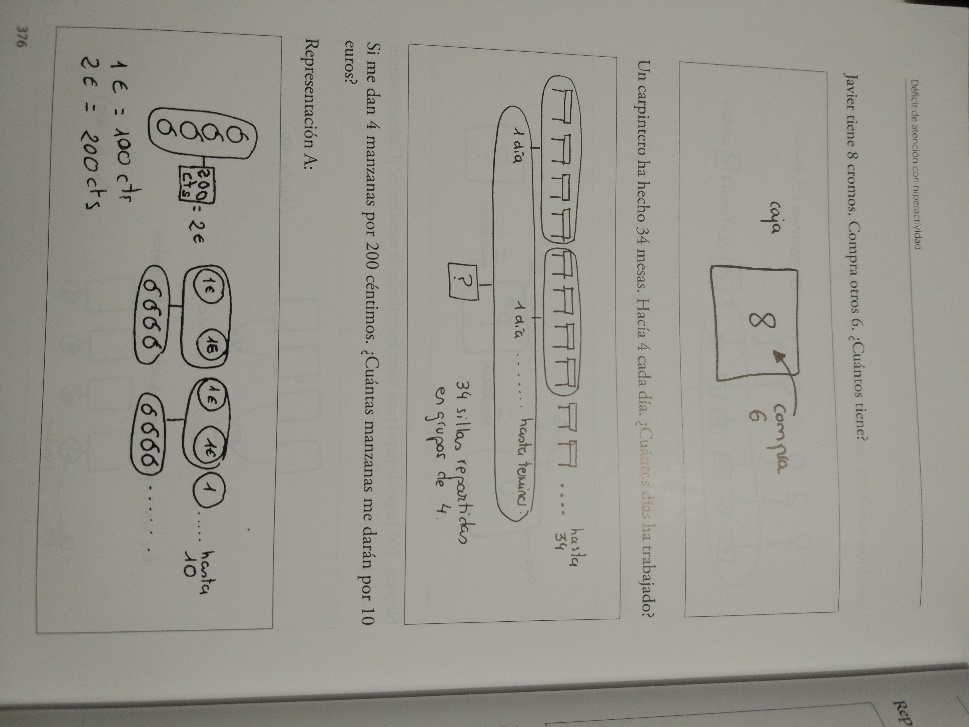 Déficit de atención con hiperactividad
Javier tiene 8 cromos. Compra otros 6. ¿Cuántos tiene?
caja
8
compra
6
Un carpintero ha hecho 34 mesas. Hacía 4 cada día. ¿Cuántos días ha trabajado?
.... hasta
34
1 día
1 día ....... hasta terminar?
?
34 sillas repartidas
en grupos de 4.
Si me dan 4 manzanas por 200 céntimos. ¿Cuántas manzanas me darán por 10
euros?
Representación A:
200
cts
= 2€
1€ 1€ 1€ 1€ 1 .... hasta
10
1€ = 100 ctr
2€ = 200 cts
376